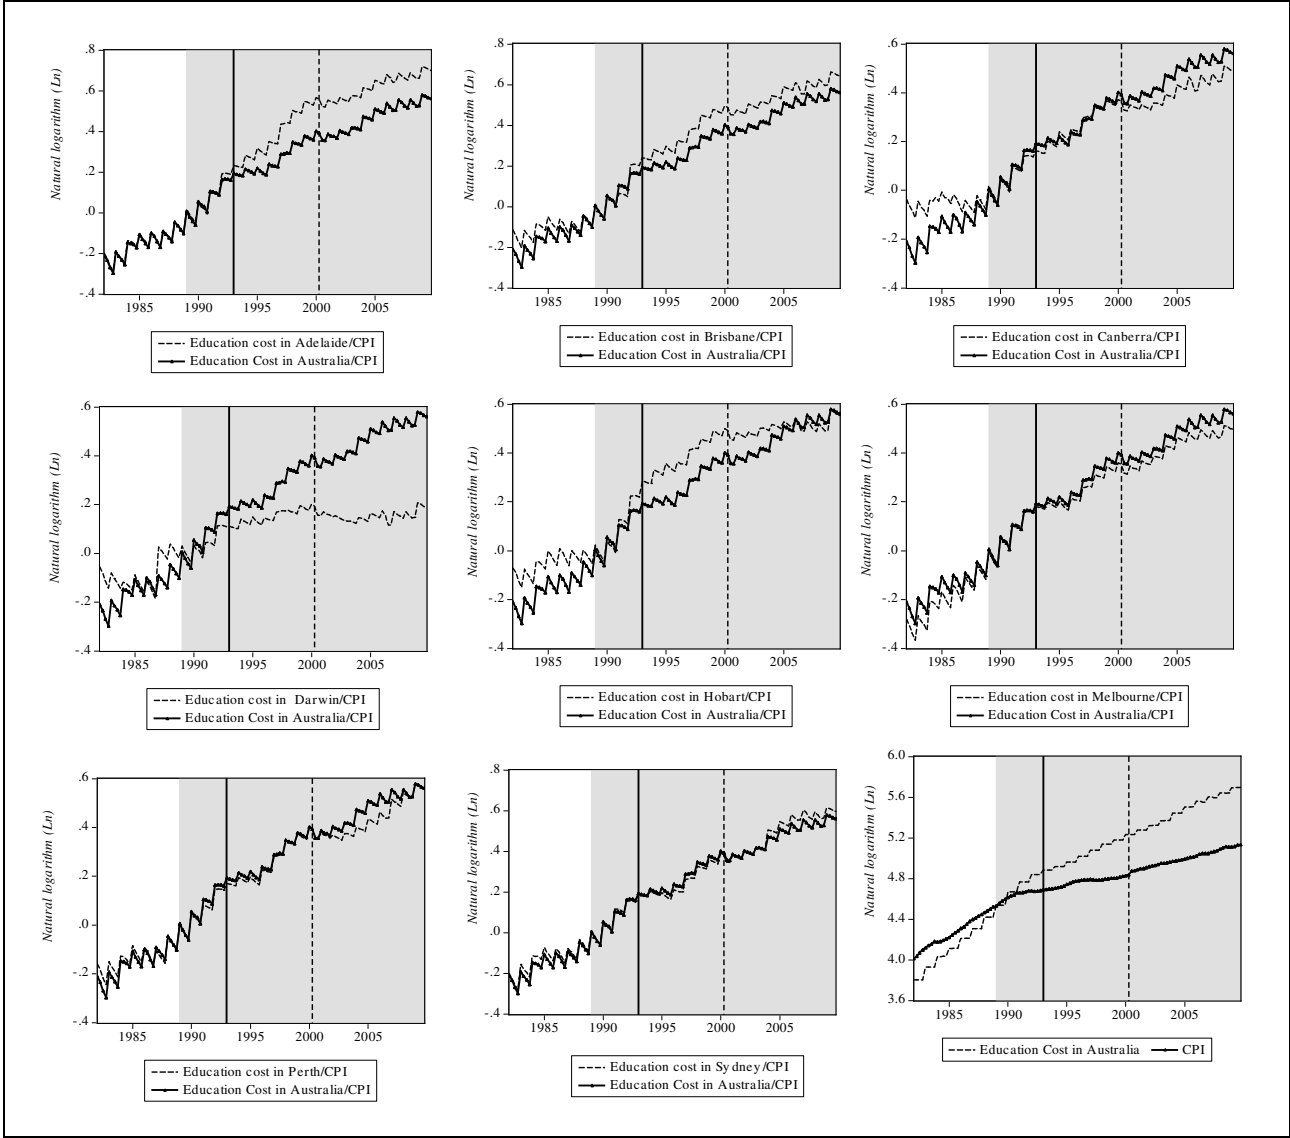 Natural logarithm (Ln)
.8
.6
.4
.2
.0
-.2
-.4
1985 1990 1995 2000 2005
Education cost in Adelaide/CPI
Education Cost in Australia/CPI
Natural logarithm (Ln)
.8
.6
.4
.2
.0
-.2
-.4
1985 1990 1995 2000 2005
Education cost in Brisbane/CPI
Education Cost in Australia/CPI
Natural logarithm (Ln)
.6
.4
.2
.0
-.2
-.4
1985 1990 1995 2000 2005
Education cost in Canberra/CPI
Education Cost in Australia/CPI
Natural logarithm (Ln)
.6
.4
.2
.0
-.2
-.4
1985 1990 1995 2000 2005
Education cost in Darwin/CPI
Education Cost in Australia/CPI
Natural logarithm (Ln)
.6
.4
.2
.0
-.2
-.4
1985 1990 1995 2000 2005
Education cost in Hobart/CPI
Education Cost in Australia/CPI
Natural logarithm (Ln)
.6
.4
.2
.0
-.2
-.4
1985 1990 1995 2000 2005
Education cost in Melbourne/CPI
Education Cost in Australia/CPI
Natural logarithm (Ln)
.6
.4
.2
.0
-.2
-.4
1985 1990 1995 2000 2005
Education cost in Perth/CPI
Education Cost in Australia/CPI
Natural logarithm (Ln)
.8
.6
.4
.2
.0
-.2
-.4
1985 1990 1995 2000 2005
Education cost in Sydney/CPI
Education Cost in Australia/CPI
Natural logarithm (Ln)
6.0
5.6
5.2
4.8
4.4
4.0
3.6
1985 1990 1995 2000 2005
Education Cost in Australia CPI